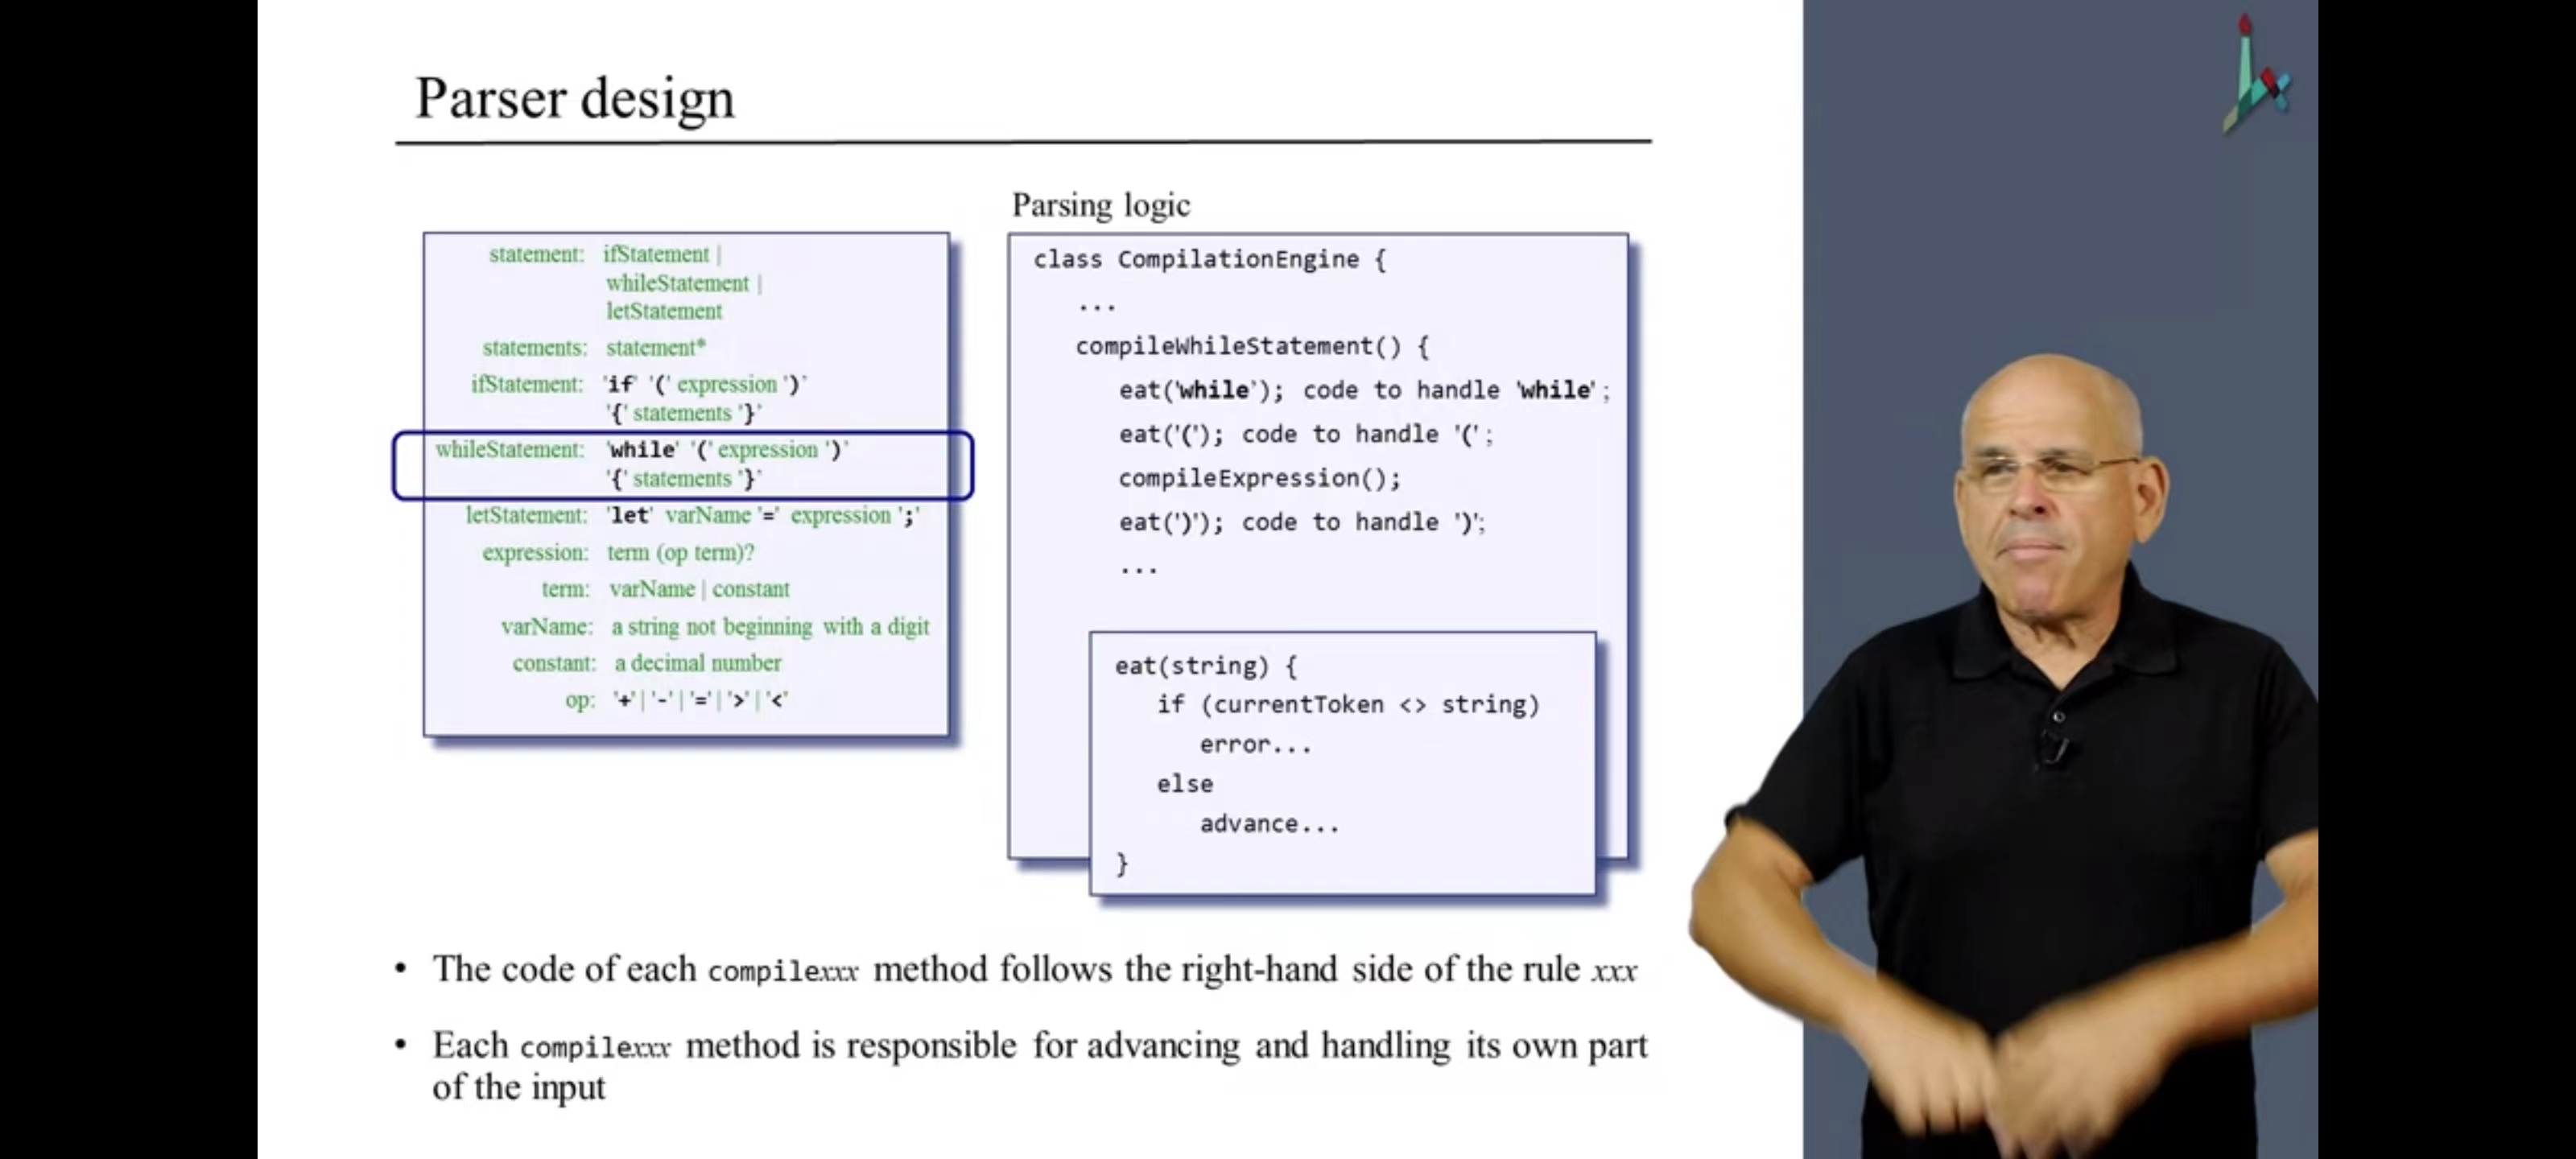 Parser design
statement: ifStatement |
whileStatement |
letStatement
statements: statement*
ifStatement: 'if' '(' expression ')'
'{' statements '}'
whileStatement: 'while' '(' expression ')'
'{' statements '}'
letStatement: 'let' varName '=' expression ';'
expression: term (op term)?
term: varName | constant
varName: a string not beginning with a digit
constant: a decimal number
op: '+' | '-' | '=' | '>' | '<'
Parsing logic
class CompilationEngine {
...
compileWhileStatement() {
eat('while'); code to handle 'while';
eat('('); code to handle '(';
compileExpression();
eat(')'); code to handle ')';
...
eat(string) {
if (currentToken <> string)
error...
else
advance...
}
• The code of each compilexxx method follows the right-hand side of the rule xxx
• Each compilexxx method is responsible for advancing and handling its own part
of the input